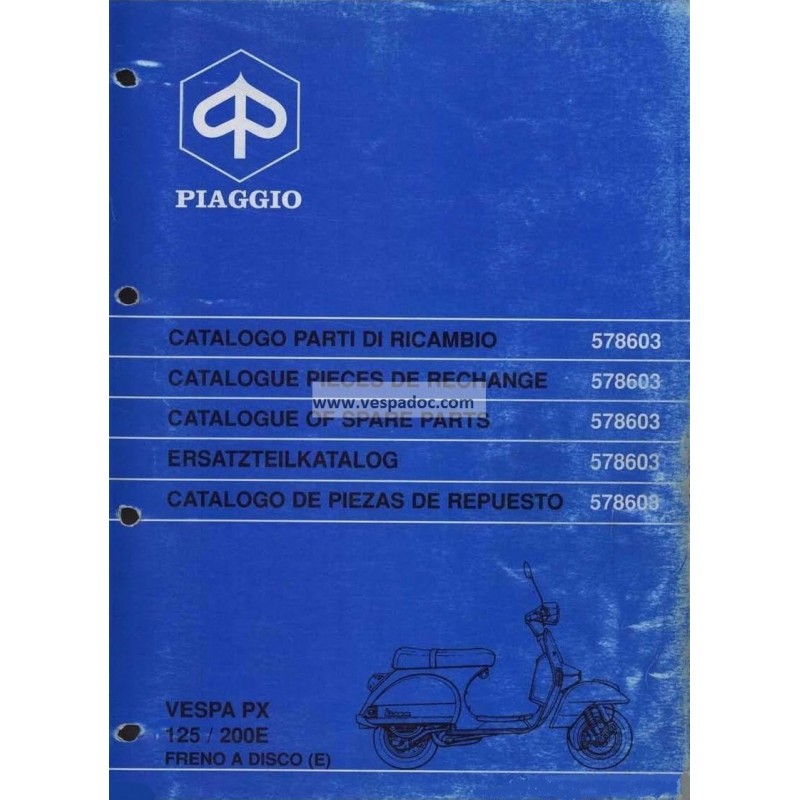 PIAGGIO
CATALOGO PARTI DI RICAMBIO 578603
CATALOGUE PIECES DE RECHANGE 578603
www.vespadoc.com
CATALOGUE OF SPARE PARTS 578603
ERSATZTEILKATALOG 578603
CATALOGO DE PIEZAS DE REPUESTO 578603
VESPA PX
125 / 200E
FRENO A DISCO (E)
Vespa